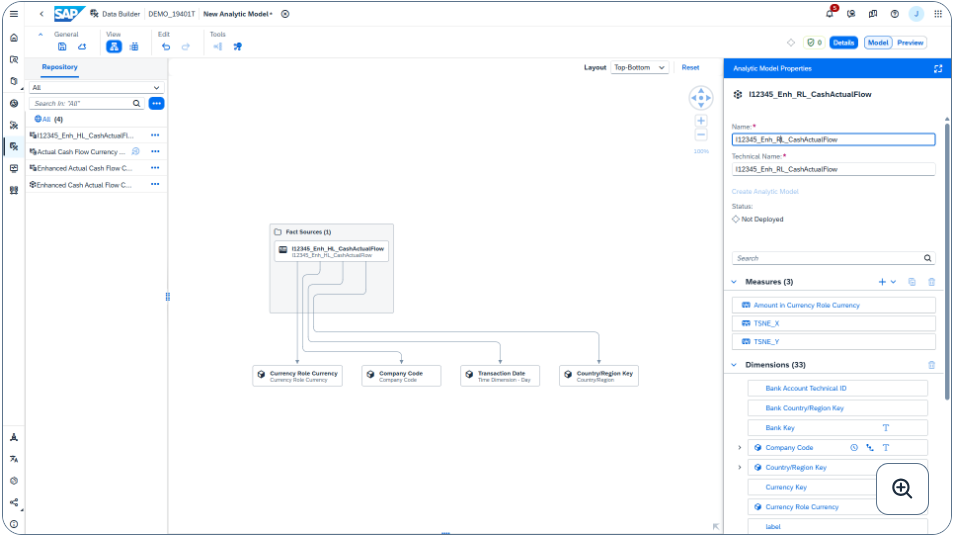 SAP Data Builder DEMO_19401T New Analytic Model*
5
J
General View Edit Tools
0 Details Model Preview
Repository
All
Search In: "All"
All (4)
I12345_Enh_HL_CashActualFl...
Actual Cash Flow Currency ...
Enhanced Actual Cash Flow C...
Enhanced Cash Actual Flow C...
Layout Top-Bottom Reset
100%
Fact Sources (1)
I12345_Enh_HL_CashActualFlow
I12345_Enh_HL_CashActualFlow
Currency Role Currency
Currency Role Currency
Company Code
Company Code
Transaction Date
Time Dimension - Day
Country/Region Key
Country/Region
Analytic Model Properties
I12345_Enh_RL_CashActualFlow
Name: *
I12345_Enh_RL_CashActualFlow
Technical Name: *
I12345_Enh_RL_CashActualFlow
Create Analytic Model
Status:
Not Deployed
Search
Measures (3)
Amount in Currency Role Currency
TSNE_X
TSNE_Y
Dimensions (33)
Bank Account Technical ID
Bank Country/Region Key
Bank Key
Company Code
Country/Region Key
Currency Key
Currency Role Currency
label